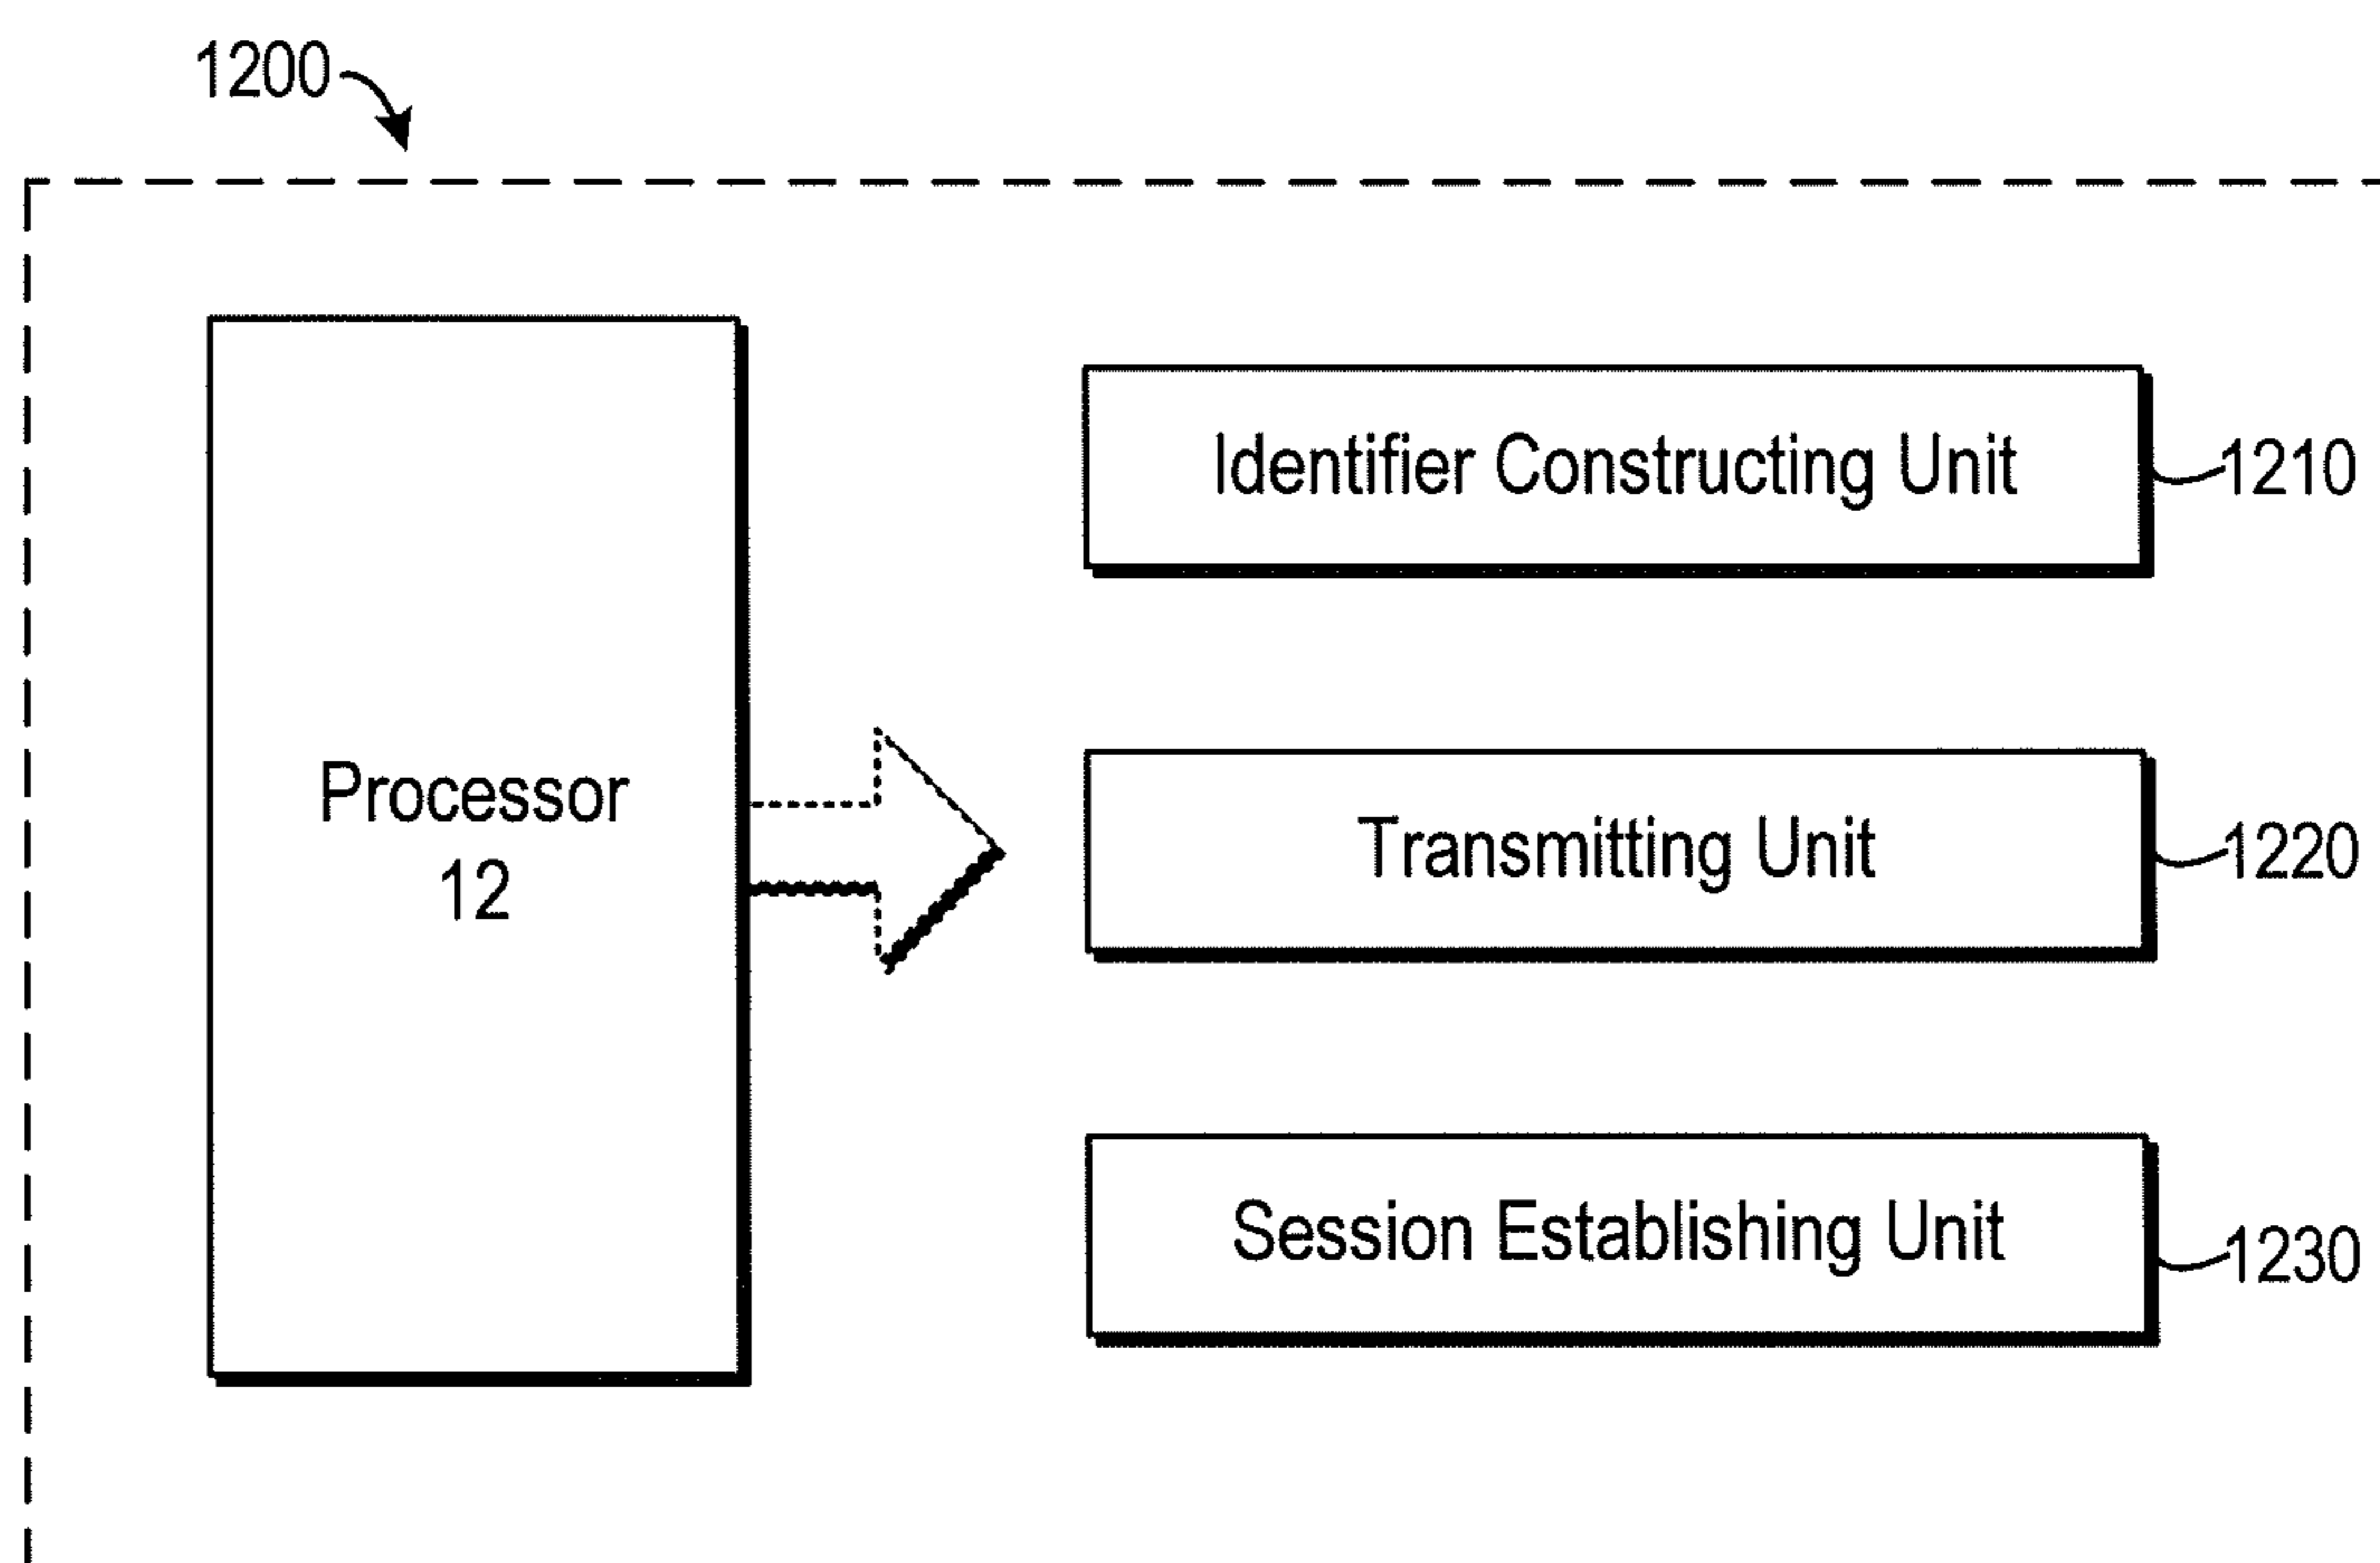 1200
Identifier Constructing Unit
1210
Processor
12
Transmitting Unit
1220
Session Establishing Unit
1230